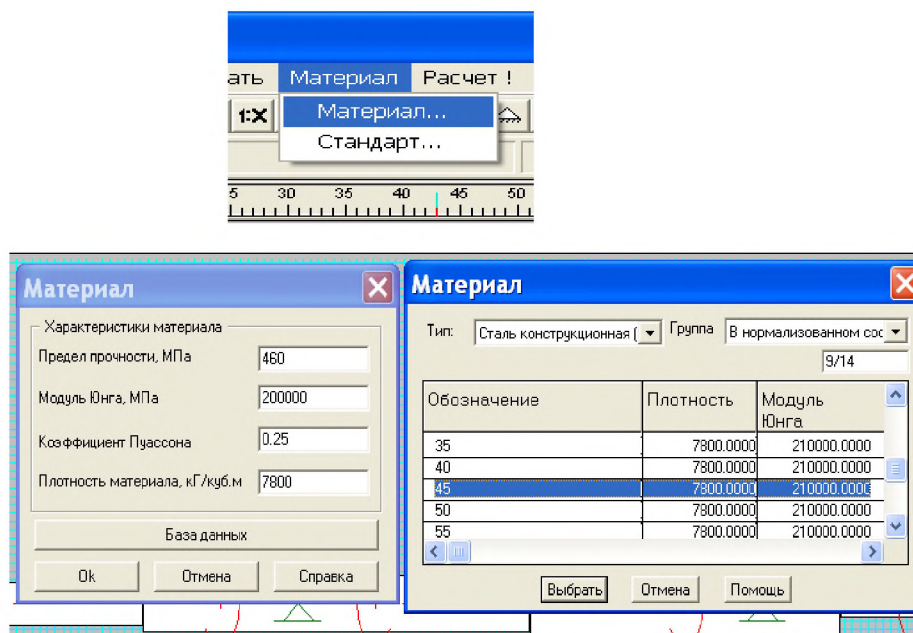 ать Материал Расчет !
1:X Материал...
Стандарт...
5 30 35 40 45 50
Материал
Характеристики материала
Предел прочности, МПа 460
Модуль Юнга, МПа 200000
Коэффициент Пуассона 0.25
Плотность материала, кГ/куб.м 7800
База данных
Ok Отмена Справка
Материал
Тип: Сталь конструкционная ( Группа В нормализованном сос
9/14
Обозначение Плотность Модуль
Юнга
35 7800.0000 210000.0000
40 7800.0000 210000.0000
45 7800.0000 210000.0000
50 7800.0000 210000.0000
55 7800.0000 210000.0000
Выбрать Отмена Помощь